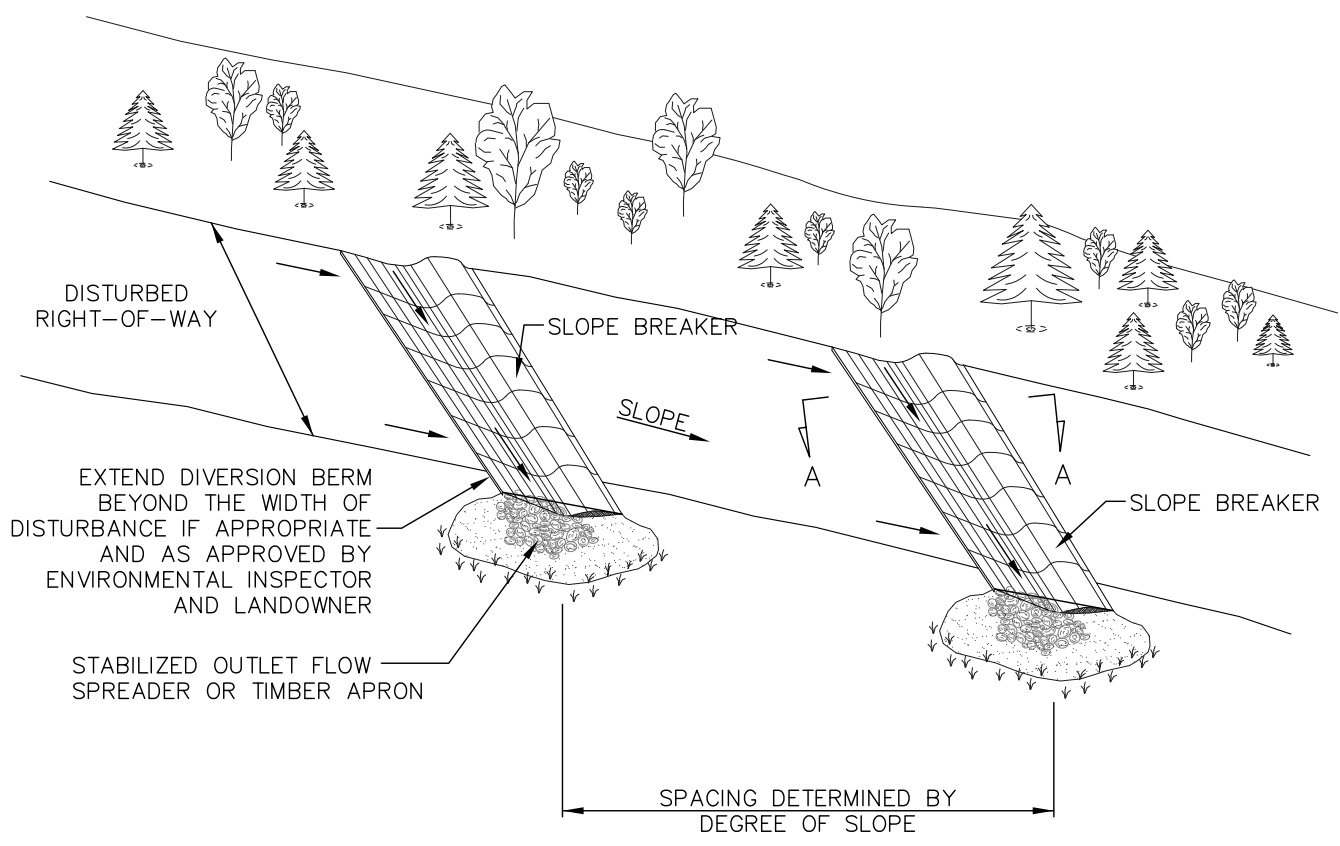 DISTURBED
RIGHT-OF-WAY
SLOPE BREAKER
SLOPE
A
A
EXTEND DIVERSION BERM
BEYOND THE WIDTH OF
DISTURBANCE IF APPROPRIATE
AND AS APPROVED BY
ENVIRONMENTAL INSPECTOR
AND LANDOWNER
SLOPE BREAKER
STABILIZED OUTLET FLOW
SPREADER OR TIMBER APRON
SPACING DETERMINED BY
DEGREE OF SLOPE